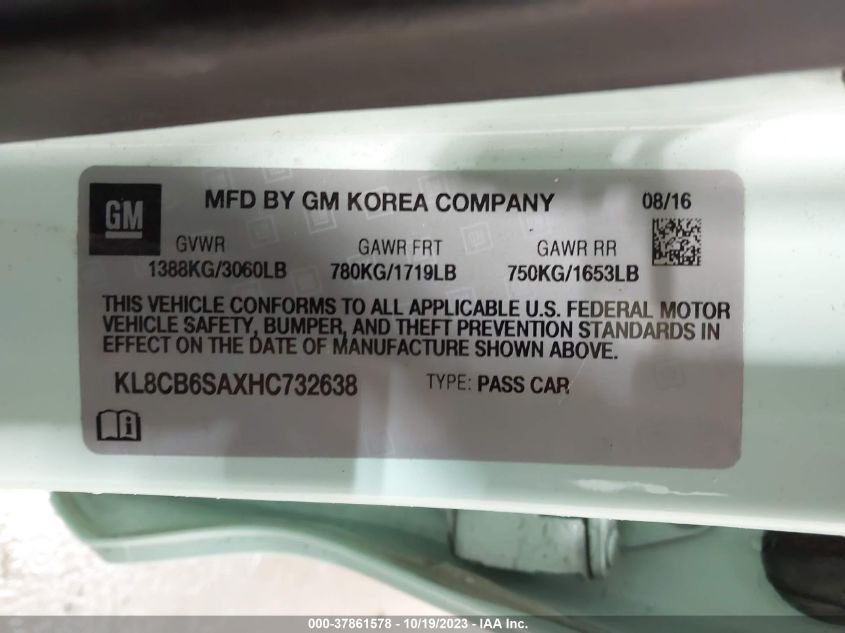 GM
MFD BY GM KOREA COMPANY
08/16
GVWR
GAWR FRT
GAWR RR
1388KG/3060LB
780KG/1719LB
750KG/1653LB
THIS VEHICLE CONFORMS TO ALL APPLICABLE U.S. FEDERAL MOTOR
VEHICLE SAFETY, BUMPER, AND THEFT PREVENTION STANDARDS IN
EFFECT ON THE DATE OF MANUFACTURE SHOWN ABOVE.
KL8CB6SAXHC732638
TYPE: PASS CAR
000-37861578 - 10/19/2023 - IAA Inc.